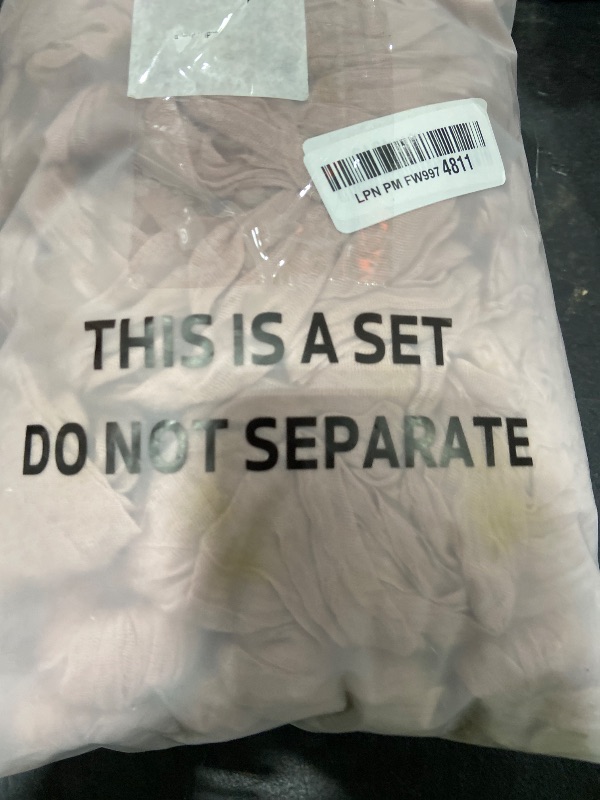 LPN PM FW997 4811
THIS IS A SET
DO NOT SEPARATE